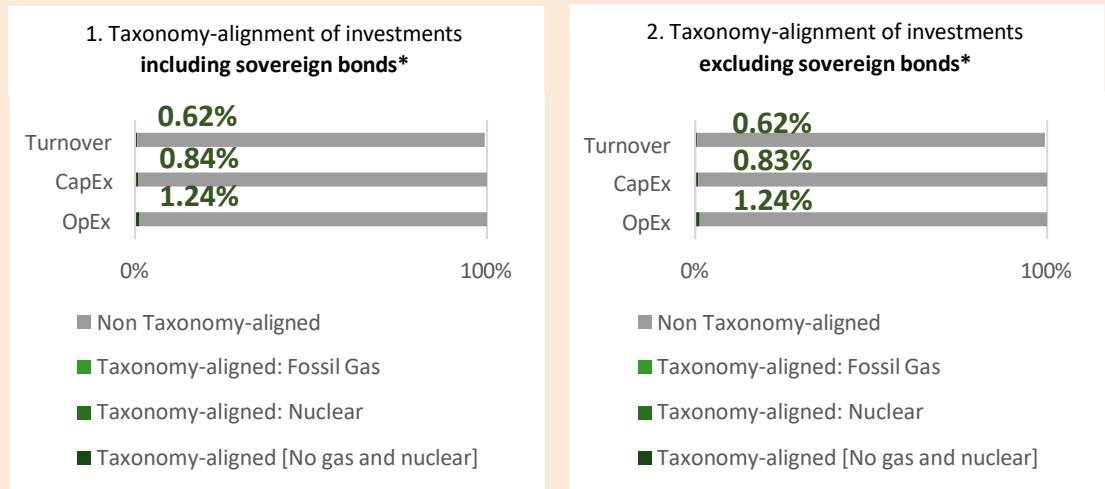 1. Taxonomy-alignment of investments
including sovereign bonds*
0.62%
Turnover
0.84%
CapEx
1.24%
OpEx
0%
100%
Non Taxonomy-aligned
Taxonomy-aligned: Fossil Gas
Taxonomy-aligned: Nuclear
Taxonomy-aligned [No gas and nuclear]
2. Taxonomy-alignment of investments
excluding sovereign bonds*
0.62%
Turnover
0.83%
CapEx
1.24%
OpEx
0%
100%
Non Taxonomy-aligned
Taxonomy-aligned: Fossil Gas
Taxonomy-aligned: Nuclear
Taxonomy-aligned [No gas and nuclear]